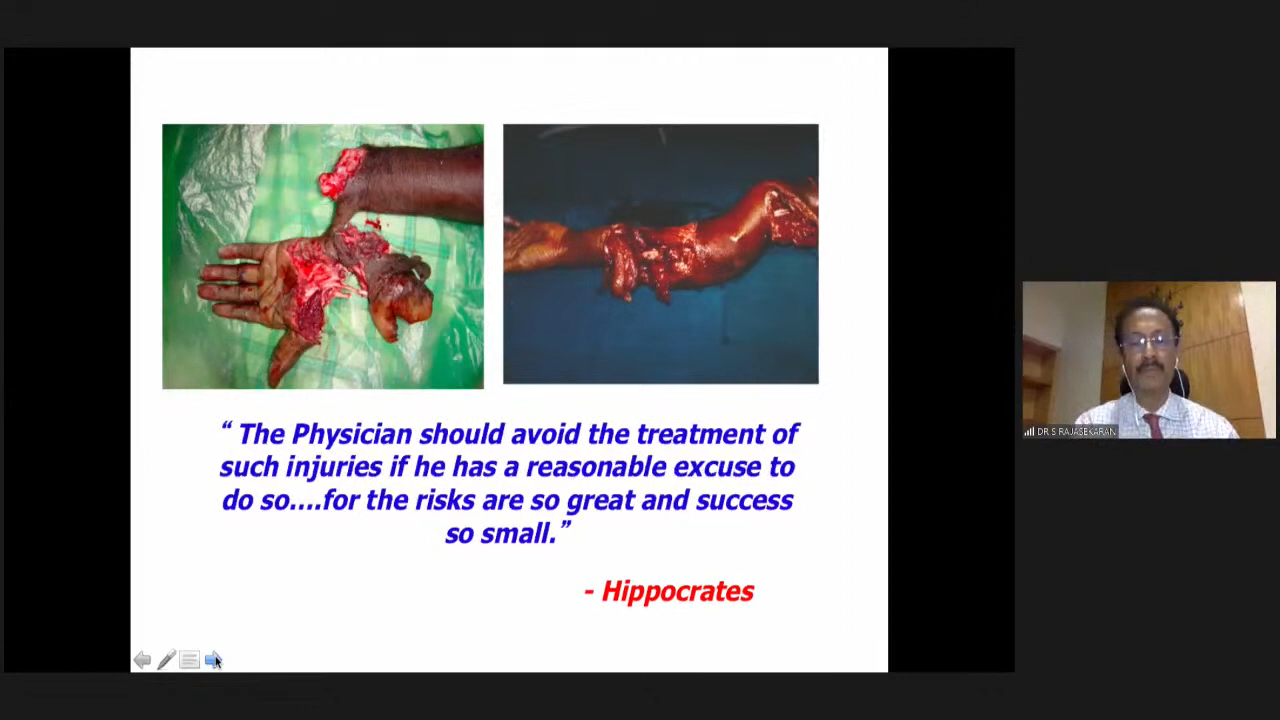 “ The Physician should avoid the treatment of
such injuries if he has a reasonable excuse to
do so....for the risks are so great and success
so small.”
- Hippocrates
DR S RAJASEKARAN